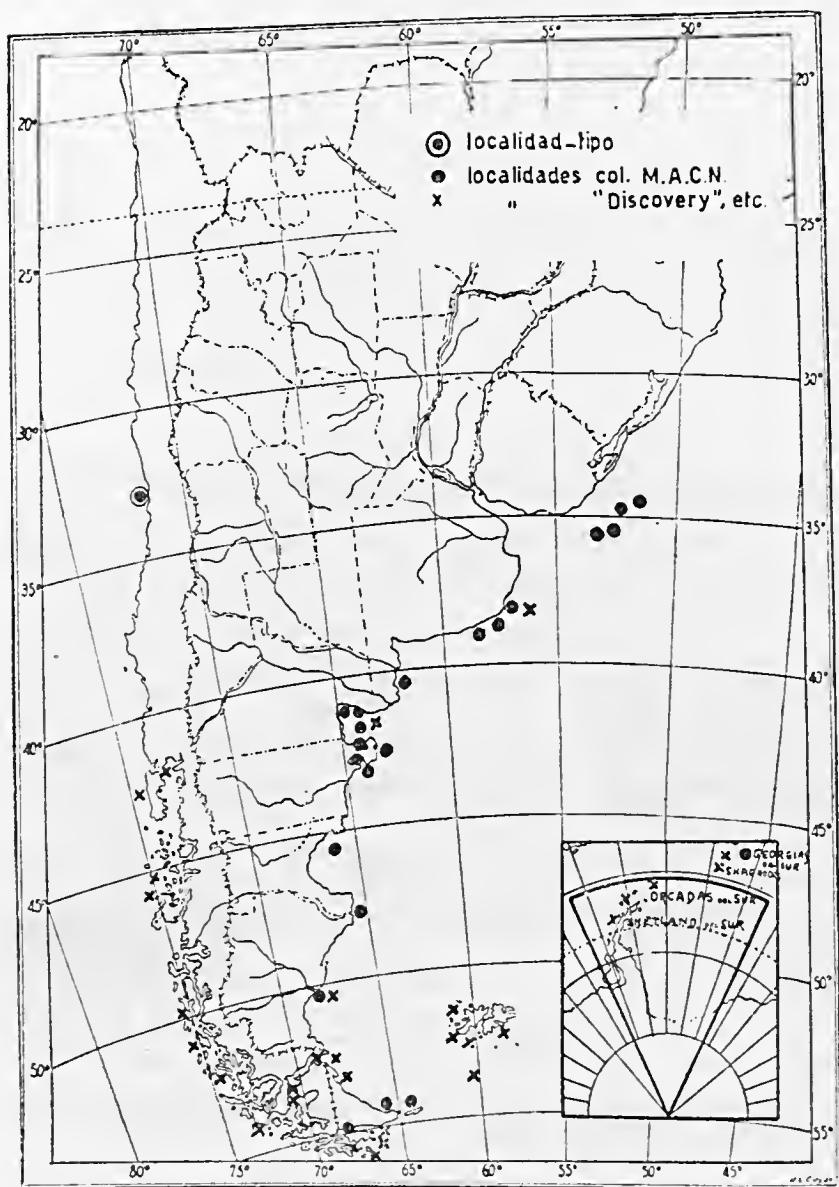 70° 65° 60° 55° 50°
20° 20°
localidad-tipo
localidades col. M.A.C.N.
" "Discovery", etc.
25° 25°
30° 30°
35° 35°
40° 40°
45° 45°
GEORGIAS
DEL SUR
SHAG ROCKS
ORCADAS DEL SUR
SHETLAND DEL SUR
50° 50°
55°
80° 75° 70° 65° 60° 55° 50° 45°